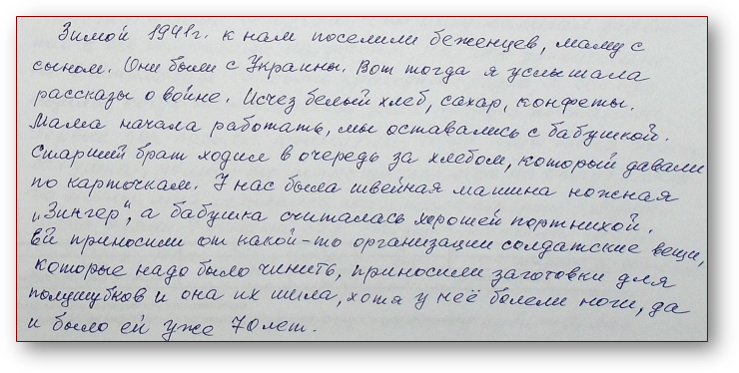 Зимой 1941г. к нам поселили беженцев, маму с
сыном. Они были с Украины. Вот тогда я услышала
рассказы о войне. Исчез белый хлеб, сахар, конфеты.
Мама начала работать, мы оставались с бабушкой.
Старший брат ходил в очередь за хлебом, который давали
по карточкам. У нас была швейная машина ножная
„Зингер", а бабушка считалась хорошей портнихой.
Ей приносили от какой-то организации солдатские вещи,
которые надо было чинить, приносили заготовки для
полушубков и она их шила, хотя у неё болели ноги, да
и было ей уже 70 лет.